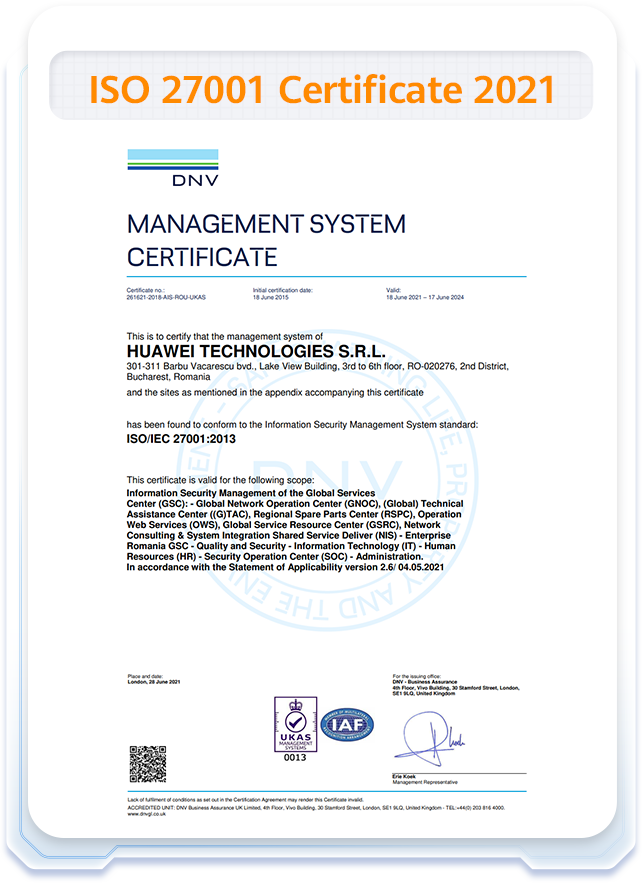 ISO 27001 Certificate 2021
DNV
MANAGEMENT SYSTEM
CERTIFICATE
Certificate no.:
261621-2018-AIS-ROU-UKAS
Initial certification date:
18 June 2015
Valid:
18 June 2021 – 17 June 2024
This is to certify that the management system of
HUAWEI TECHNOLOGIES S.R.L.
301-311 Barbu Vacarescu bvd., Lake View Building, 3rd to 6th floor, RO-020276, 2nd District,
Bucharest, Romania
and the sites as mentioned in the appendix accompanying this certificate
has been found to conform to the Information Security Management System standard:
ISO/IEC 27001:2013
This certificate is valid for the following scope:
Information Security Management of the Global Services
Center (GSC): - Global Network Operation Center (GNOC), (Global) Technical
Assistance Center ((G)TAC), Regional Spare Parts Center (RSPC), Operation
Web Services (OWS), Global Service Resource Center (GSRC), Network
Consulting & System Integration Shared Service Deliver (NIS) - Enterprise
Romania GSC - Quality and Security - Information Technology (IT) - Human
Resources (HR) - Security Operation Center (SOC) - Administration.
In accordance with the Statement of Applicability version 2.6/ 04.05.2021
DNV
Place and date:
London, 28 June 2021
For the issuing office:
DNV - Business Assurance
4th Floor, Vivo Building, 30 Stamford Street, London,
SE1 9LQ, United Kingdom
UKAS
MANAGEMENT
SYSTEMS
0013
MEMBER OF MULTILATERAL
IAF
RECOGNITION ARRANGEMENT
Erie Koek
Management Representative
Lack of fulfilment of conditions as set out in the Certification Agreement may render this Certificate invalid.
ACCREDITED UNIT: DNV Business Assurance UK Limited, 4th Floor, Vivo Building, 30 Stamford Street, London, SE1 9LQ, United Kingdom - TEL:+44(0) 203 816 4000.
www.dnvgl.co.uk